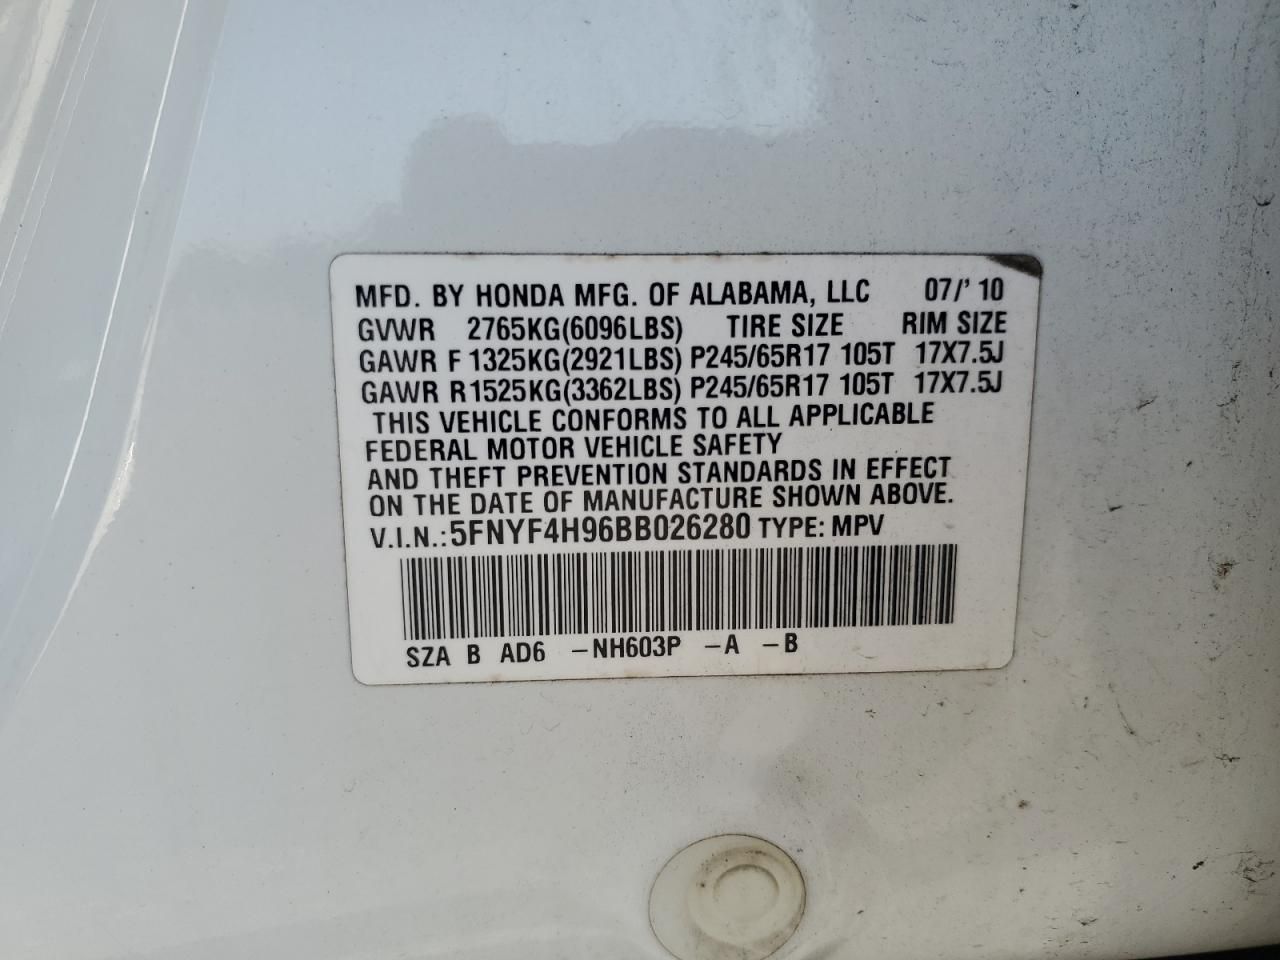 MFD. BY HONDA MFG. OF ALABAMA, LLC 07/' 10
GVWR 2765KG(6096LBS) TIRE SIZE RIM SIZE
GAWR F 1325KG(2921LBS) P245/65R17 105T 17X7.5J
GAWR R1525KG(3362LBS) P245/65R17 105T 17X7.5J
THIS VEHICLE CONFORMS TO ALL APPLICABLE
FEDERAL MOTOR VEHICLE SAFETY
AND THEFT PREVENTION STANDARDS IN EFFECT
ON THE DATE OF MANUFACTURE SHOWN ABOVE.
V.I.N.:5FNYF4H96BB026280 TYPE: MPV
SZA B AD6 -NH603P -A -B